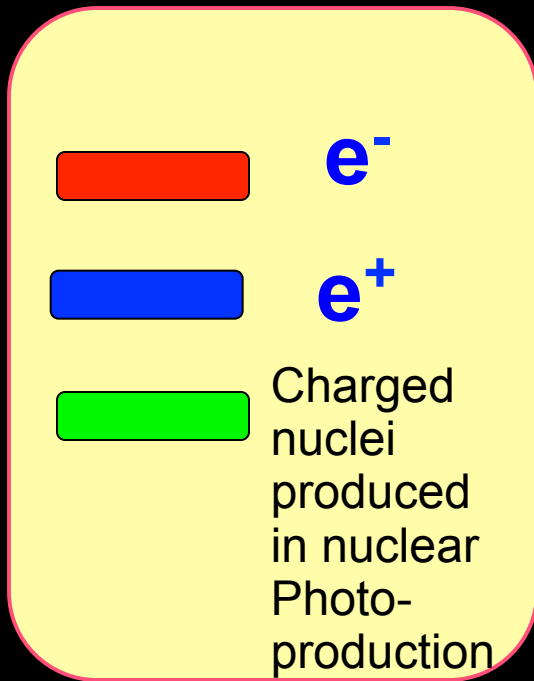 e-
e+
Charged
nuclei
produced
in nuclear
Photo-
production